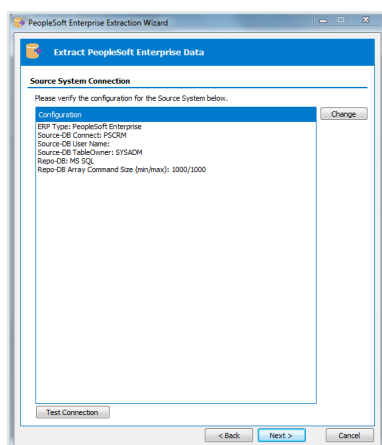 PeopleSoft Enterprise Extraction Wizard
Extract PeopleSoft Enterprise Data
Source System Connection
Please verify the configuration for the Source System below.
Configuration
Change
ERP Type: PeopleSoft Enterprise
Source-DB Connect: PSCRM
Source-DB User Name:
Source-DB TableOwner: SYSADM
Repo-DB: MS SQL
Repo-DB Array Command Size (min/max): 1000/1000
Test Connection
< Back
Next >
Cancel